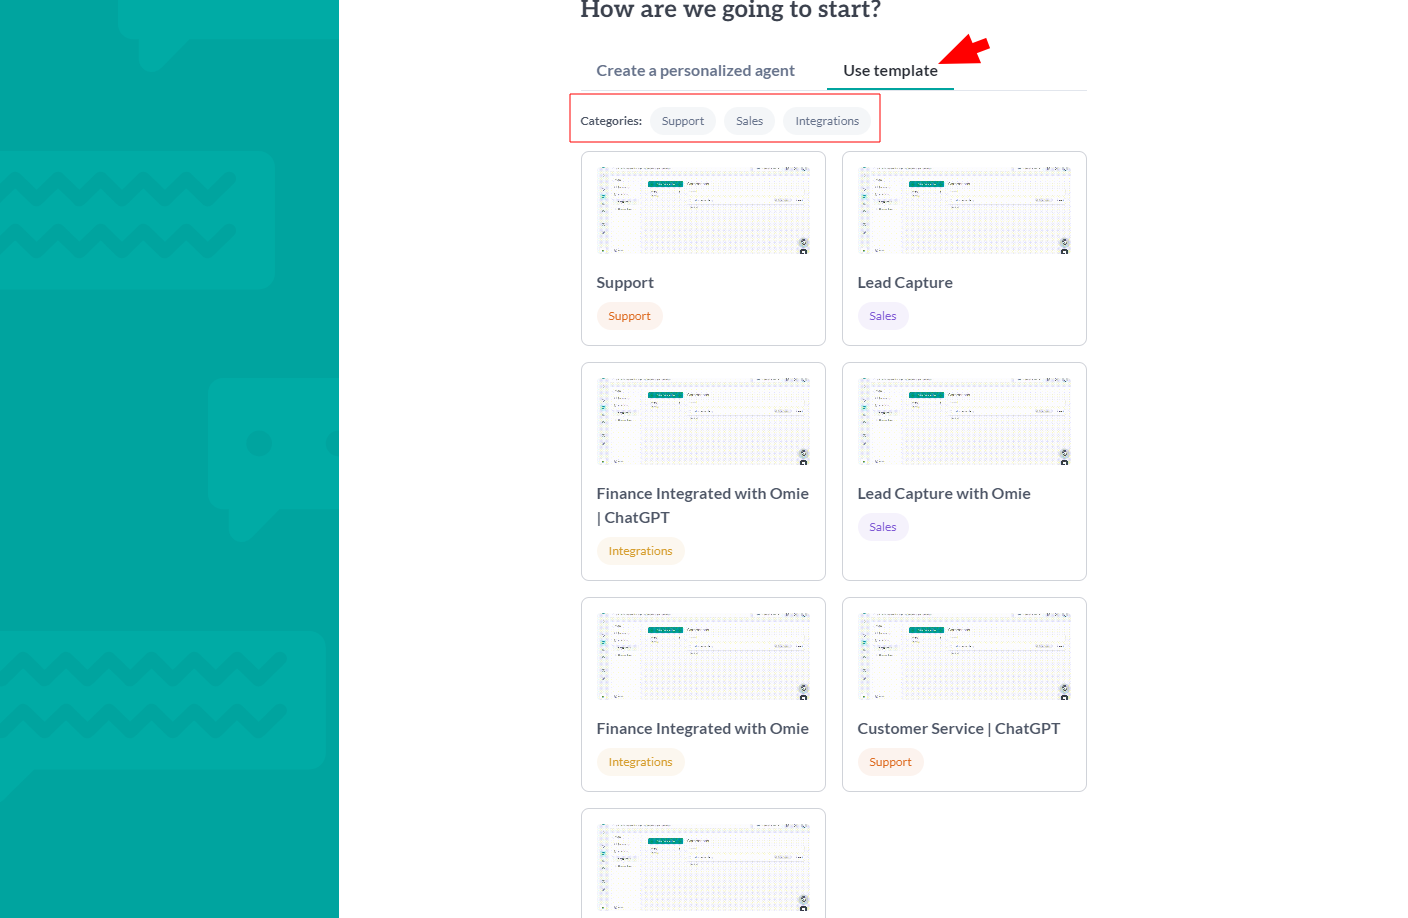 How are we going to start?
Create a personalized agent
Use template
Categories: Support Sales Integrations
Support
Support
Lead Capture
Sales
Finance Integrated with Omie
| ChatGPT
Integrations
Lead Capture with Omie
Sales
Finance Integrated with Omie
Integrations
Customer Service | ChatGPT
Support